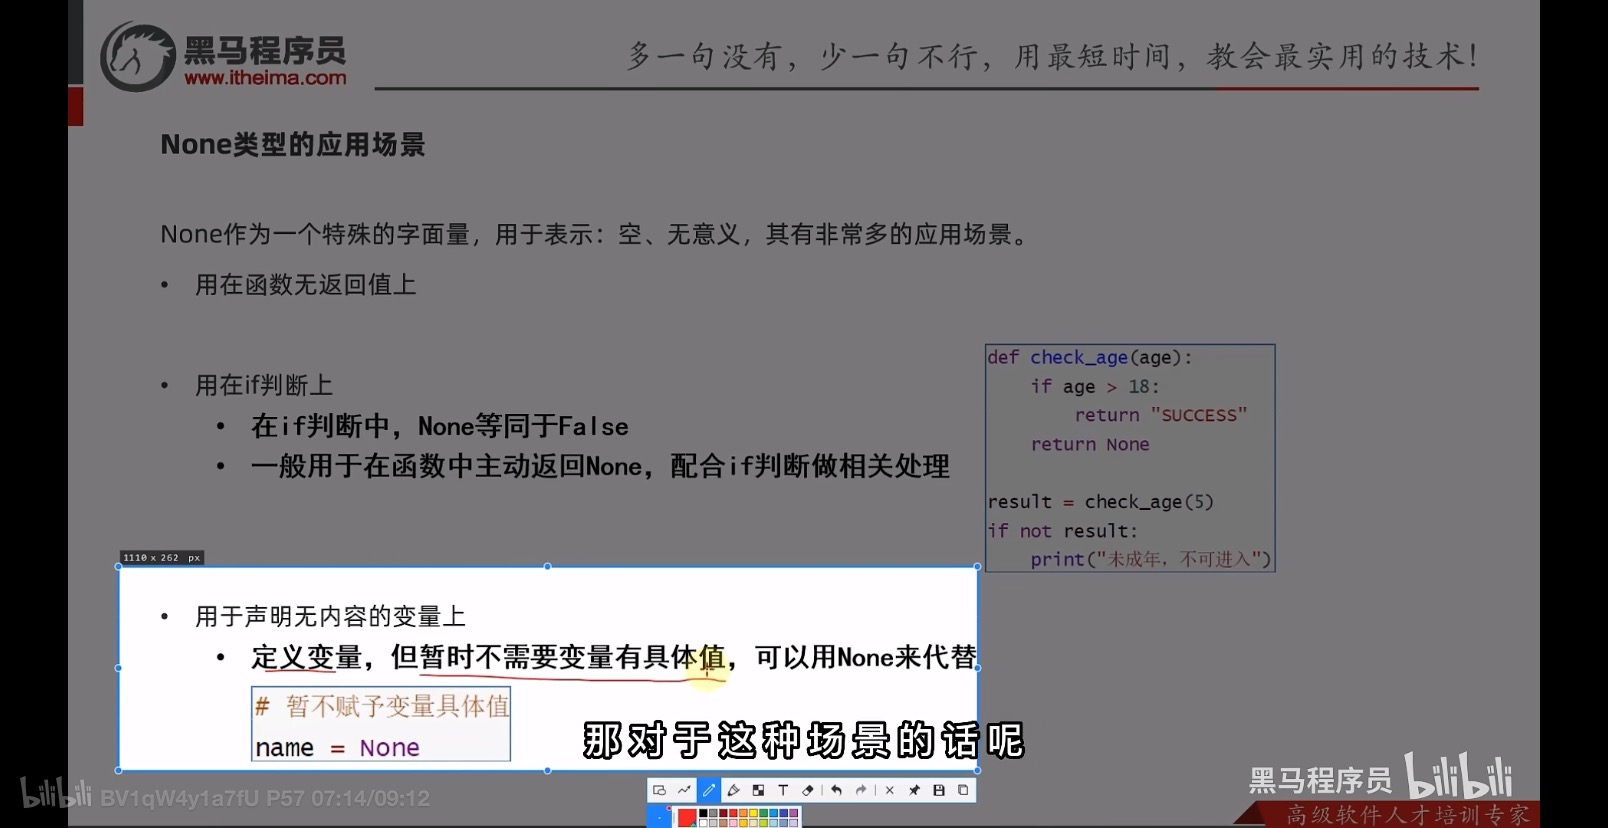 黑马程序员
www.itheima.com
多一句没有，少一句不行，用最短时间，教会最实用的技术！
None类型的应用场景
None作为一个特殊的字面量，用于表示：空、无意义，其有非常多的应用场景。
• 用在函数无返回值上
• 用在if判断上
• 在if判断中，None等同于False
• 一般用于在函数中主动返回None，配合if判断做相关处理
def check_age(age):
    if age > 18:
        return "SUCCESS"
    return None
result = check_age(5)
if not result:
    print("未成年，不可进入")
1110 x 262 px
• 用于声明无内容的变量上
• 定义变量，但暂时不需要变量有具体值，可以用None来代替
# 暂不赋予变量具体值
name = None
那对于这种场景的话呢
T
bilibili BV1qW4y1a7fU P57 07:14/09:12
黑马程序员 bilibili
高级软件人才培训专家